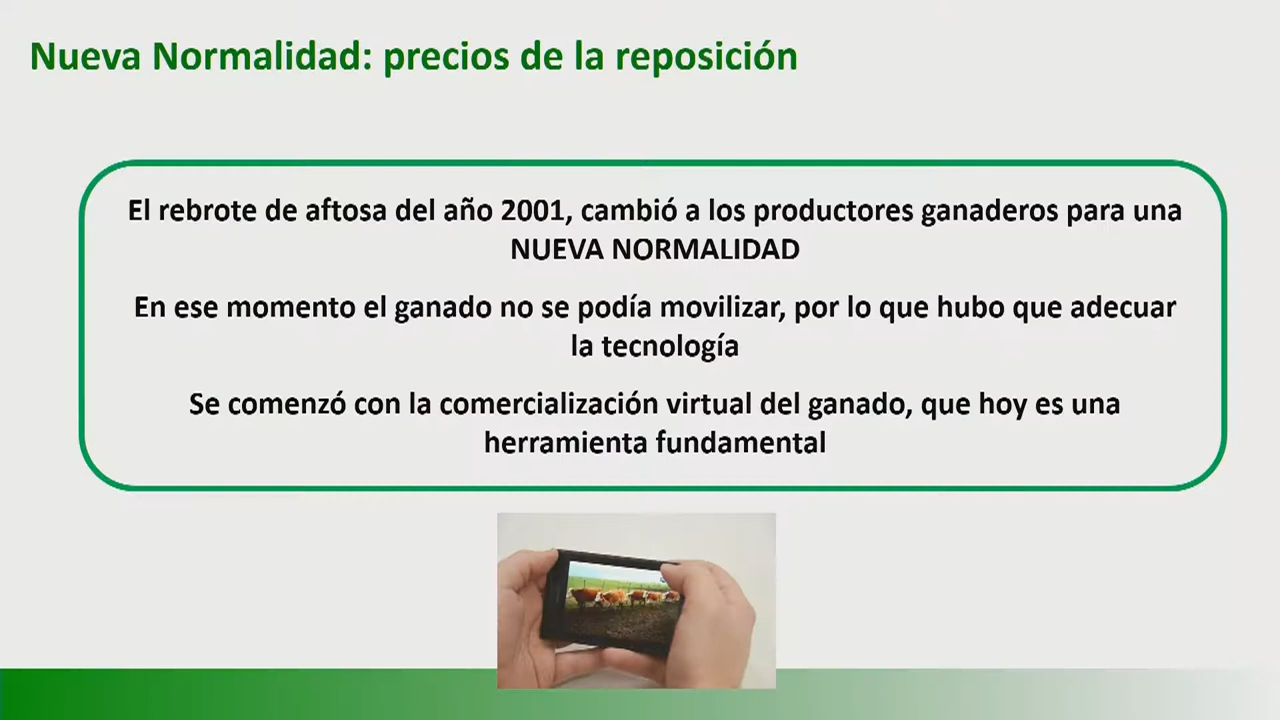 Nueva Normalidad: precios de la reposición
El rebrote de aftosa del año 2001, cambió a los productores ganaderos para una
NUEVA NORMALIDAD
En ese momento el ganado no se podía movilizar, por lo que hubo que adecuar
la tecnología
Se comenzó con la comercialización virtual del ganado, que hoy es una
herramienta fundamental